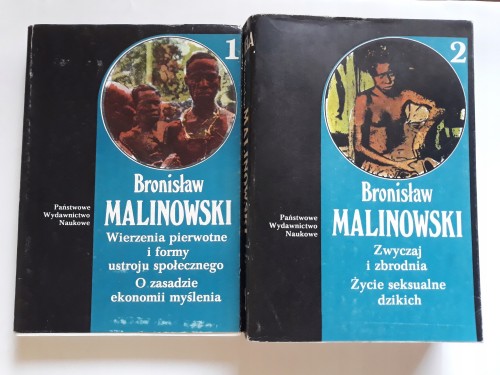 1
Bronisław
MALINOWSKI
Państwowe
Wydawnictwo
Naukowe
Wierzenia pierwotne
i formy
ustroju społecznego
O zasadzie
ekonomii myślenia
2
Bronisław
MALINOWSKI
Państwowe
Wydawnictwo
Naukowe
Zwyczaj
i zbrodnia
Życie seksualne
dzikich